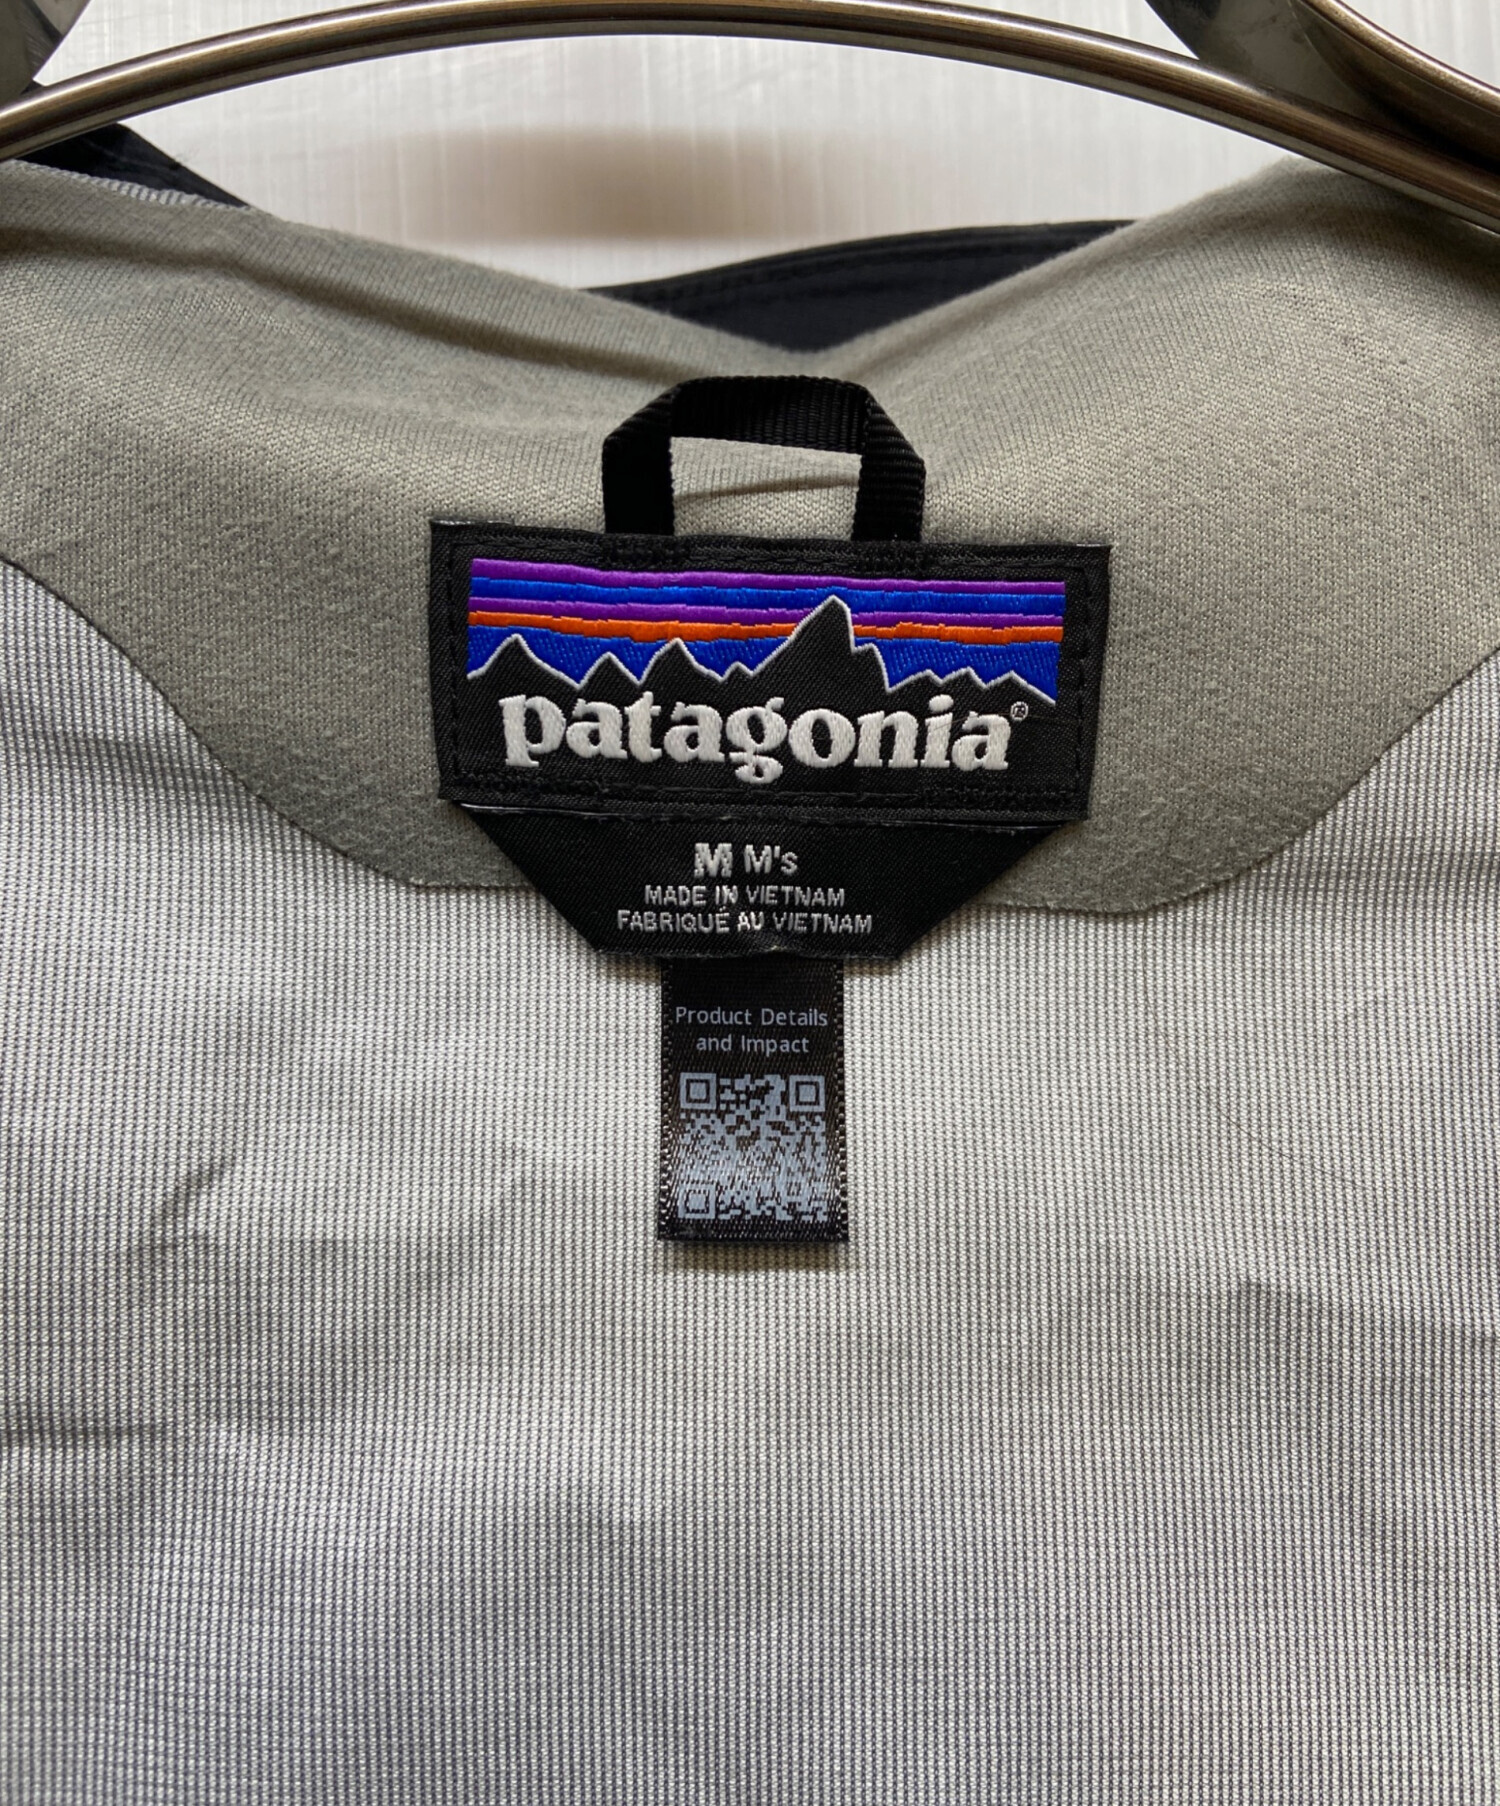 patagonia®
M M's
MADE IN VIETNAM
FABRIQUÉ AU VIETNAM
Product Details
and Impact